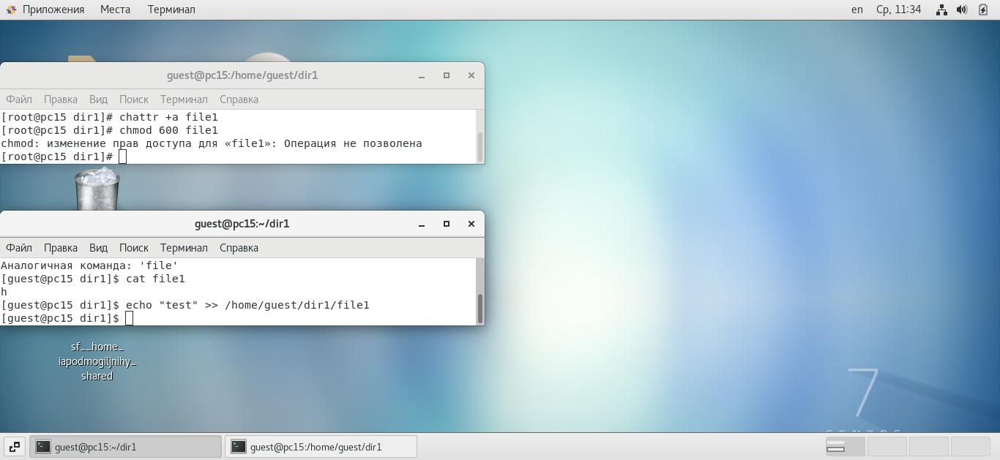 Приложения Места Терминал en Ср, 11:34
guest@pc15:/home/guest/dir1
Файл Правка Вид Поиск Терминал Справка
[root@pc15 dir1]# chattr +a file1
[root@pc15 dir1]# chmod 600 file1
chmod: изменение прав доступа для «file1»: Операция не позволена
[root@pc15 dir1]#
guest@pc15:~/dir1
Файл Правка Вид Поиск Терминал Справка
Аналогичная команда: 'file'
[guest@pc15 dir1]$ cat file1
h
[guest@pc15 dir1]$ echo "test" >> /home/guest/dir1/file1
[guest@pc15 dir1]$
sf__home_
iapodmogiljnihy_
shared
7
CENTOS
guest@pc15:~/dir1 guest@pc15:/home/guest/dir1